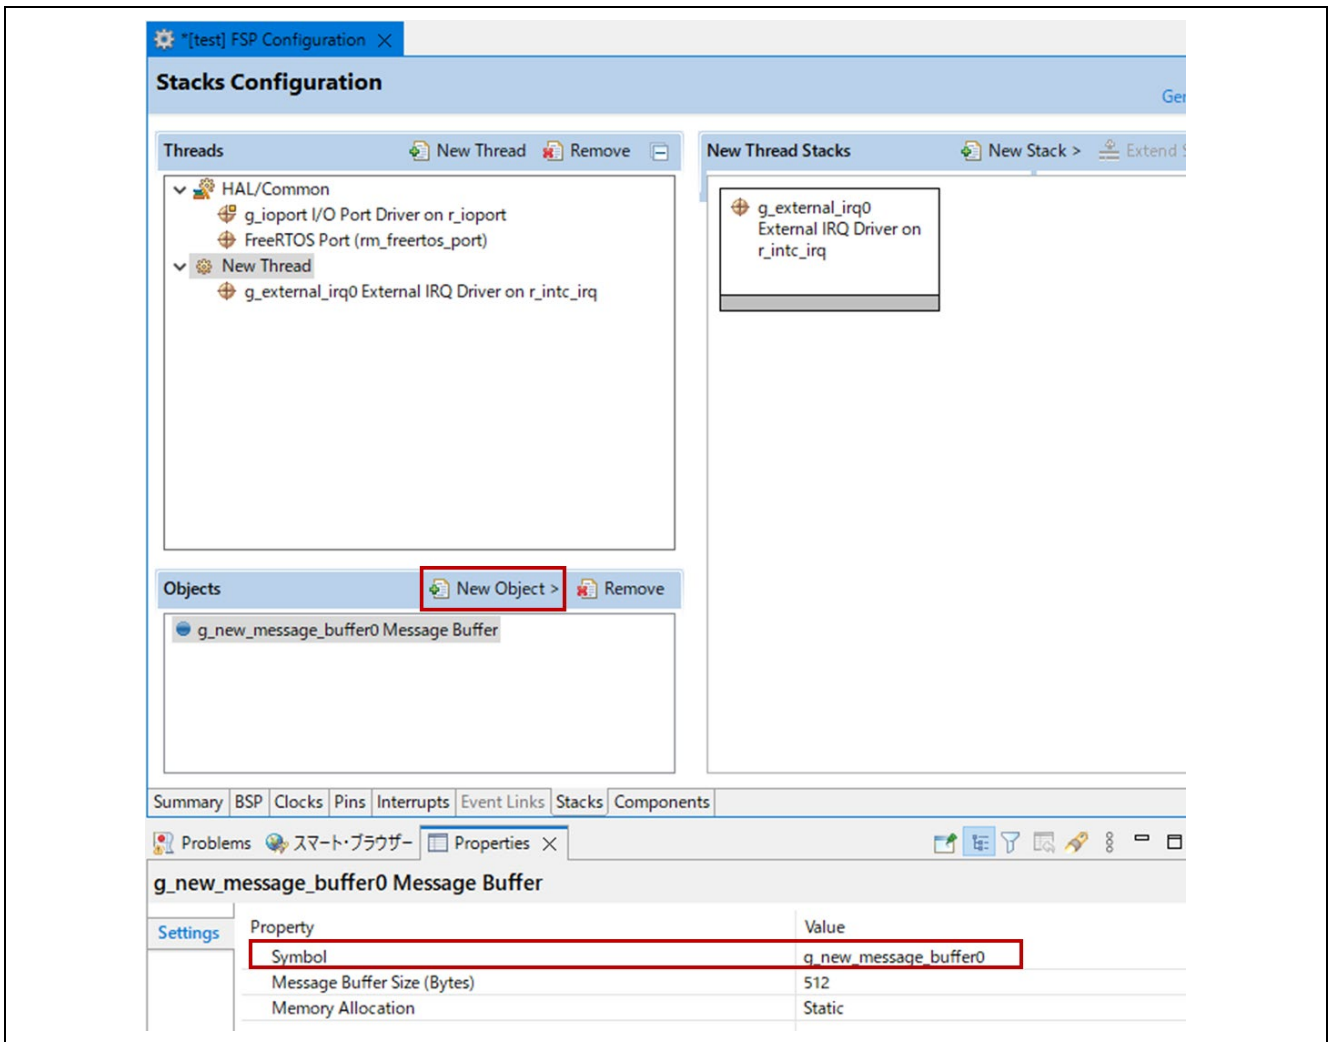 *[test] FSP Configuration
Stacks Configuration
Threads
New Thread
Remove
HAL/Common
g_ioport I/O Port Driver on r_ioport
FreeRTOS Port (rm_freertos_port)
New Thread
g_external_irq0 External IRQ Driver on r_intc_irq
New Thread Stacks
New Stack >
Extend
g_external_irq0
External IRQ Driver on
r_intc_irq
Objects
New Object >
Remove
g_new_message_buffer0 Message Buffer
Summary BSP Clocks Pins Interrupts Event Links Stacks Components
Problems スマート・ブラウザー Properties
g_new_message_buffer0 Message Buffer
Settings
Property Value
Symbol g_new_message_buffer0
Message Buffer Size (Bytes) 512
Memory Allocation Static